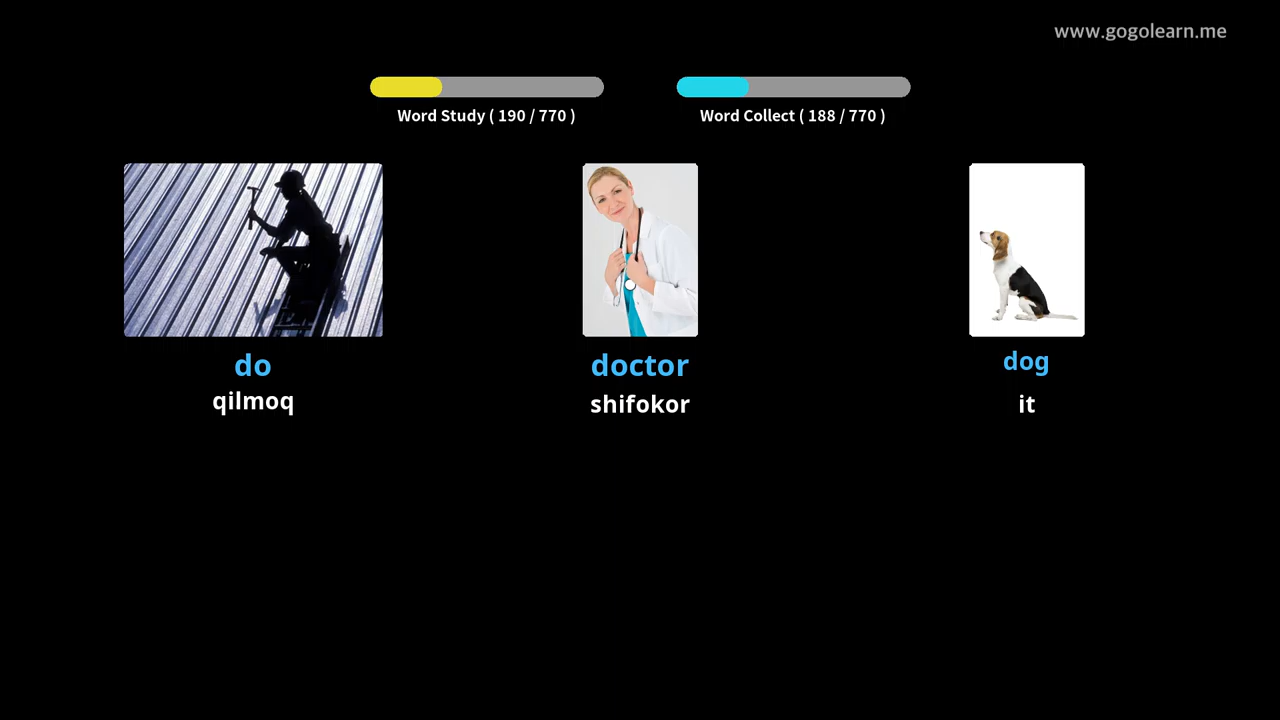 www.gogolearn.me
Word Study ( 190 / 770 )
Word Collect ( 188 / 770 )
do
qilmoq
doctor
shifokor
dog
it